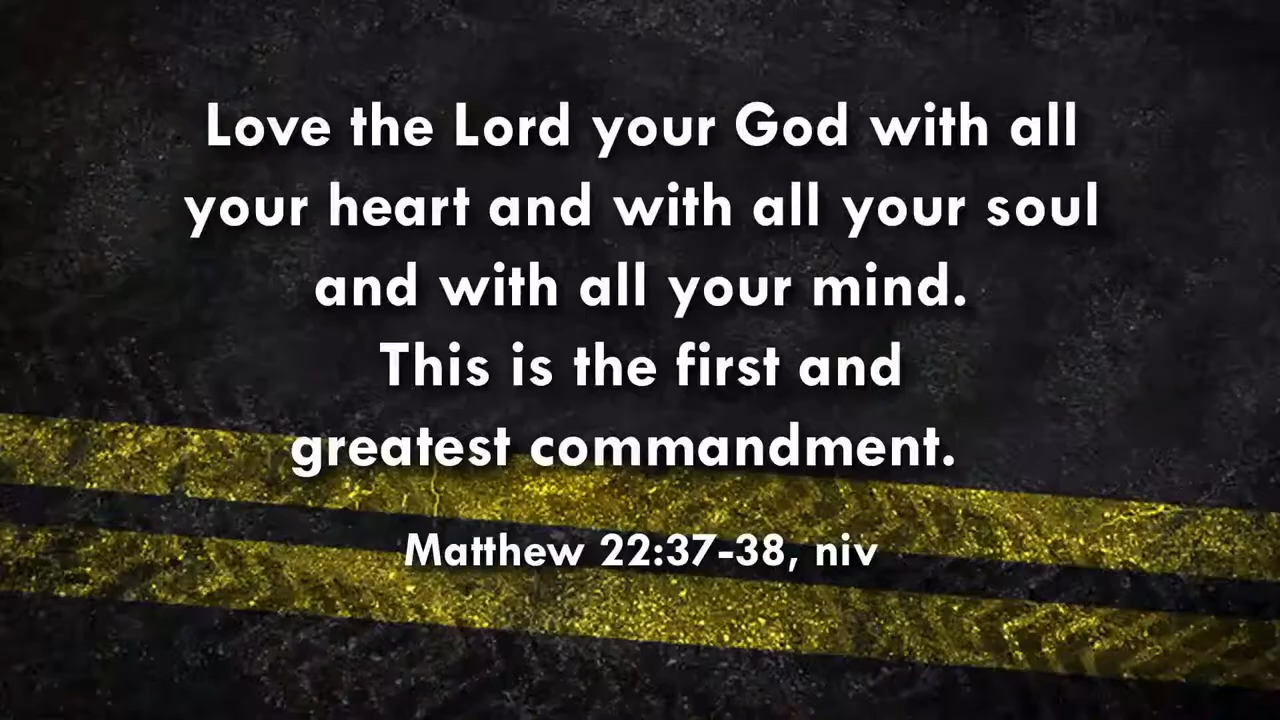 Love the Lord your God with all
your heart and with all your soul
and with all your mind.
This is the first and
greatest commandment.
Matthew 22:37-38, niv